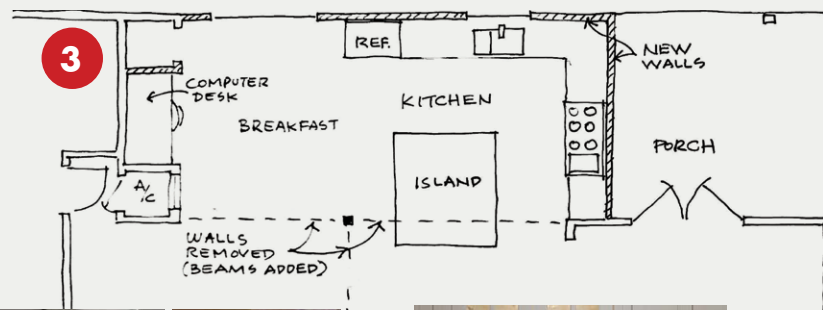 3
REF.
NEW
WALLS
COMPUTER
DESK
KITCHEN
BREAKFAST
PORCH
ISLAND
A/C
WALLS
REMOVED
(BEAMS ADDED)